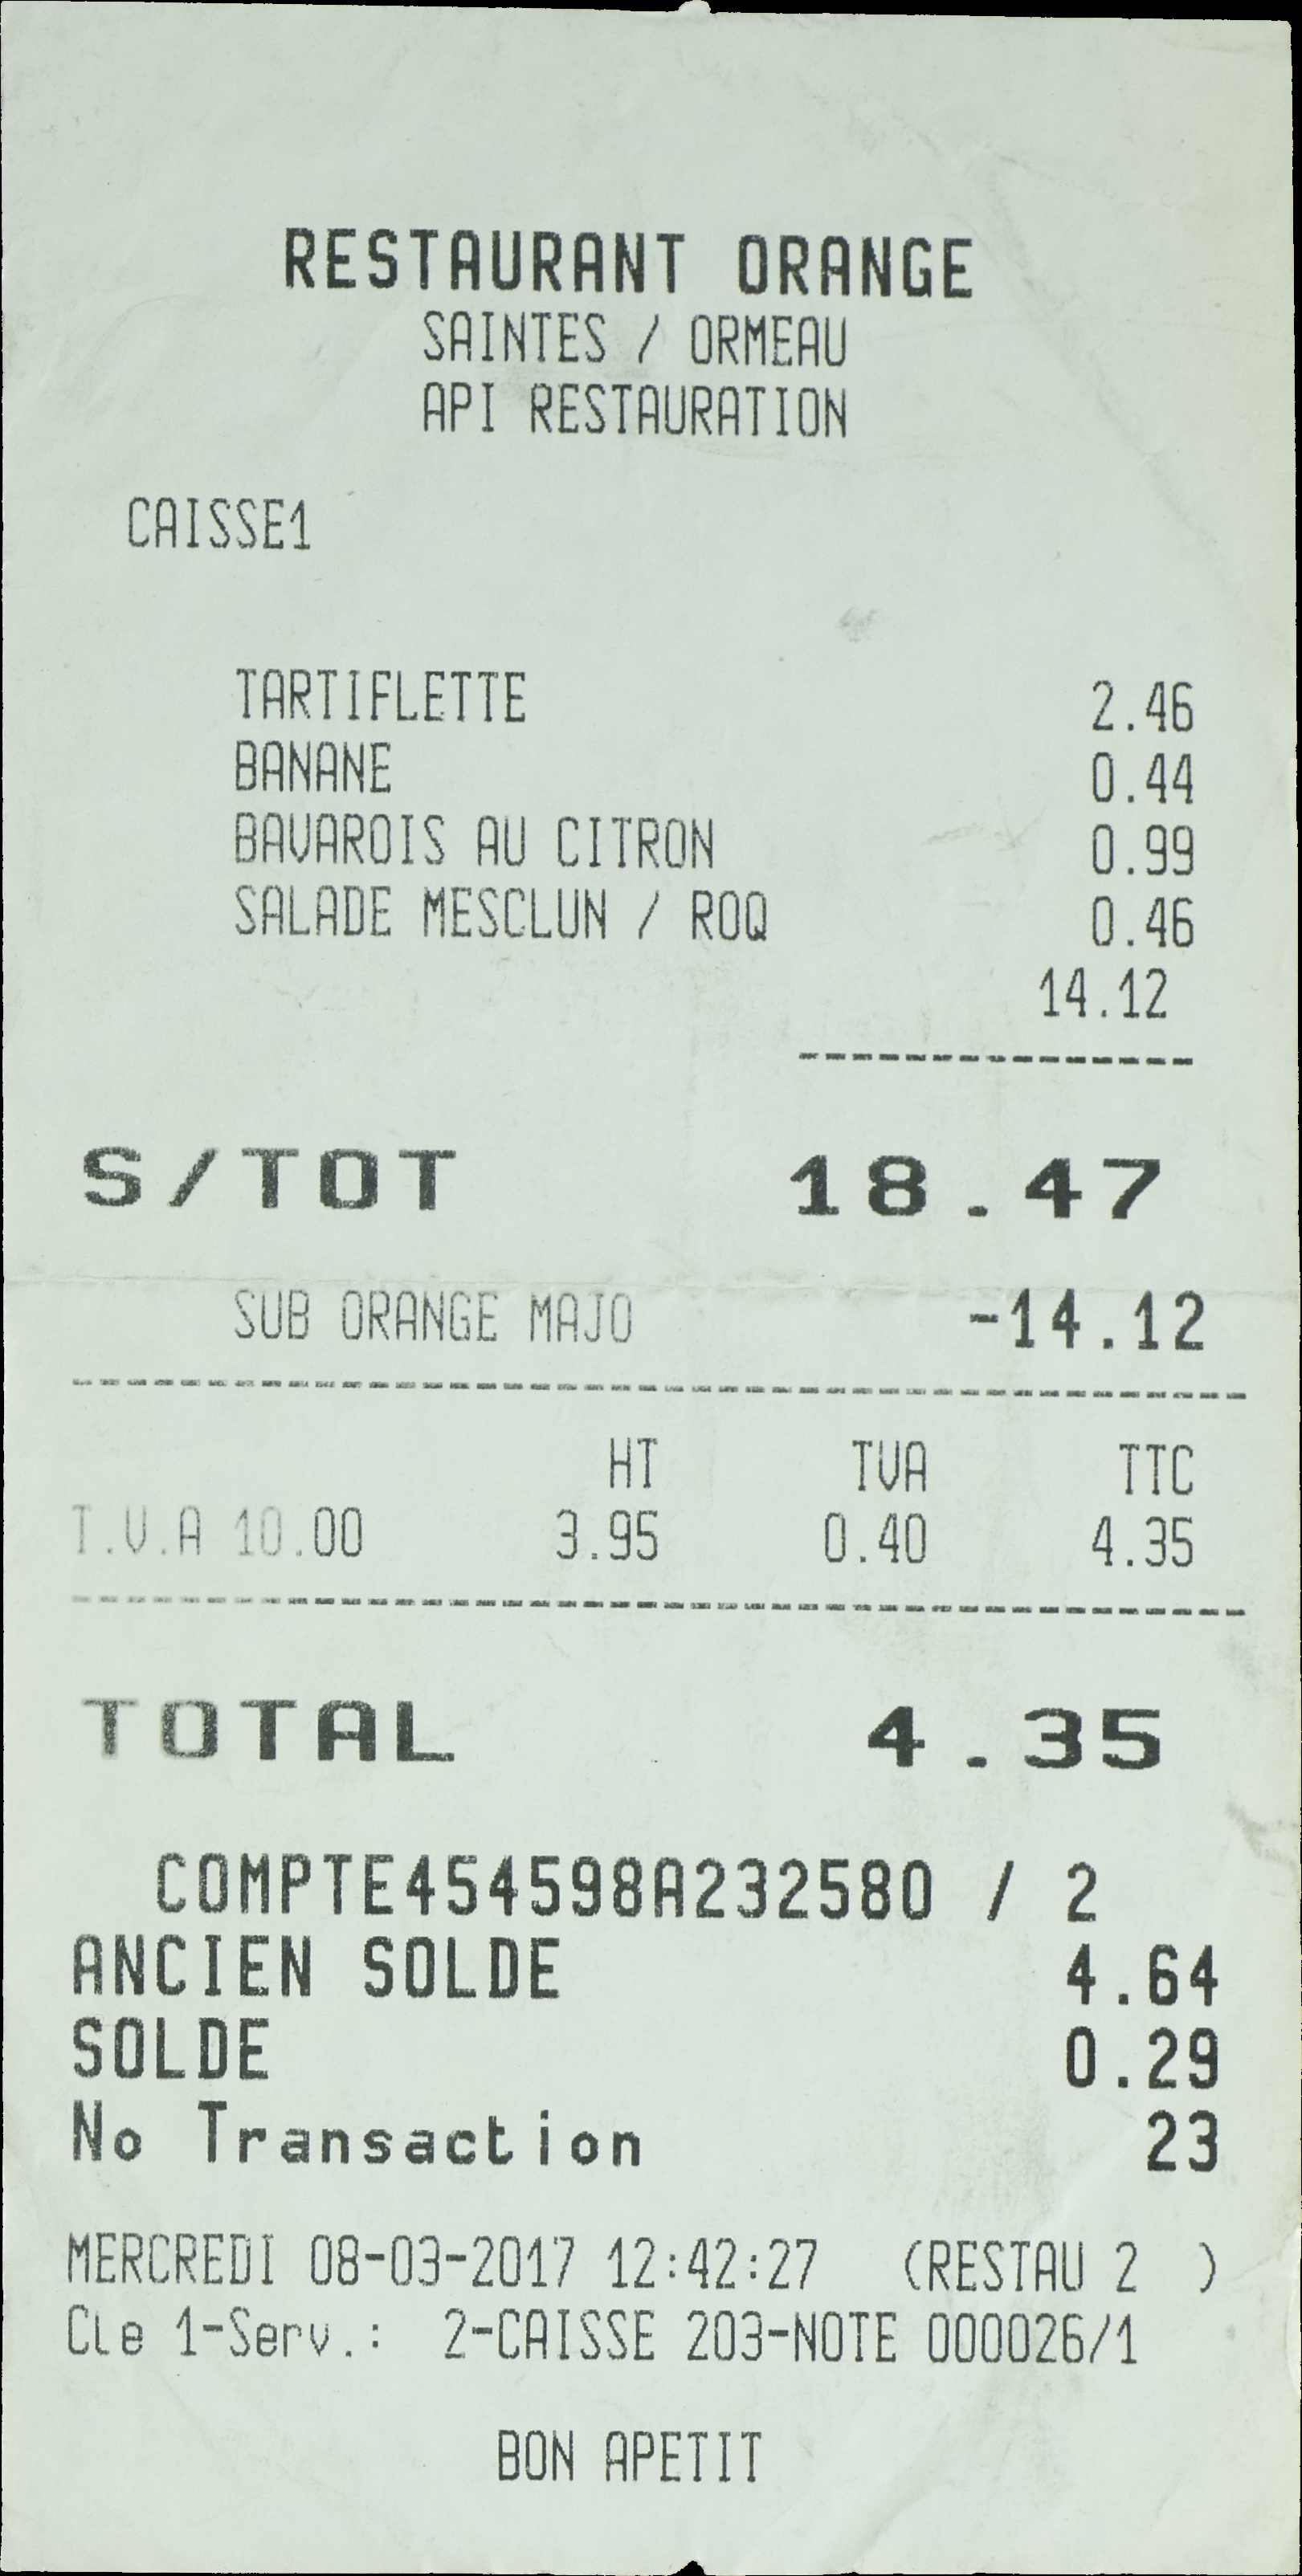 RESTAURANT ORANGE
SAINTES / ORMEAU
API RESTAURATION
CAISSE1
TARTIFLETTE 2.46
BANANE 0.44
BAVAROIS AU CITRON 0.99
SALADE MESCLUN / ROQ 0.46
14.12
S/TOT 18.47
SUB ORANGE MAJO -14.12
HT TVA TTC
T.V.A 10.00 3.95 0.40 4.35
TOTAL 4.35
COMPTE454598A232580 / 2
ANCIEN SOLDE 4.64
SOLDE 0.29
No Transaction 23
MERCREDI 08-03-2017 12:42:27 (RESTAU 2 )
Cle 1-Serv.: 2-CAISSE 203-NOTE 000026/1
BON APETIT